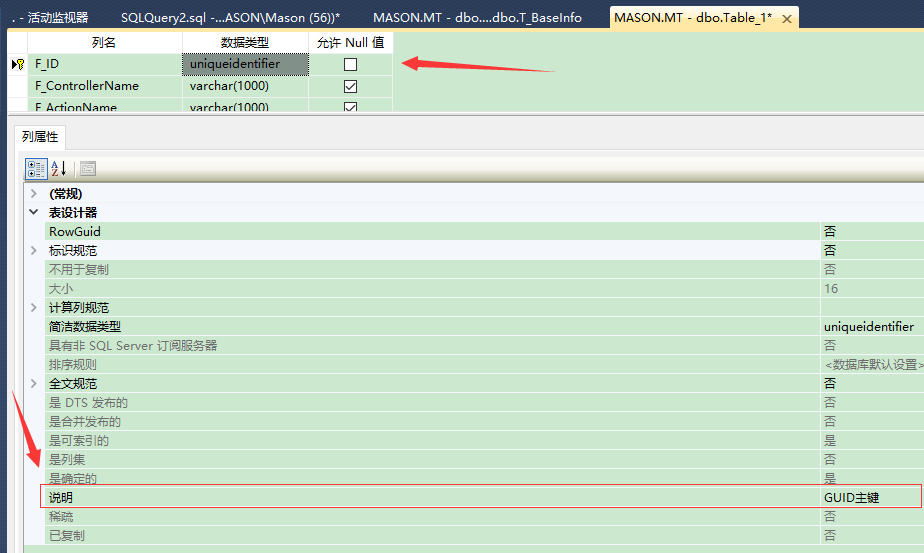 . - 活动监视器 SQLQuery2.sql -...ASON\Mason (56))* MASON.MT - dbo....dbo.T_BaseInfo MASON.MT - dbo.Table_1*
列名 数据类型 允许 Null 值
F_ID uniqueidentifier
F_ControllerName varchar(1000)
F_ActionName varchar(1000)
列属性
(常规)
表设计器
RowGuid 否
标识规范 否
不用于复制 否
大小 16
计算列规范
简洁数据类型 uniqueidentifier
具有非 SQL Server 订阅服务器 否
排序规则 <数据库默认设置>
全文规范 否
是 DTS 发布的 否
是合并发布的 否
是可索引的 是
是列集 否
是确定的 是
说明 GUID主键
稀疏 否
已复制 否